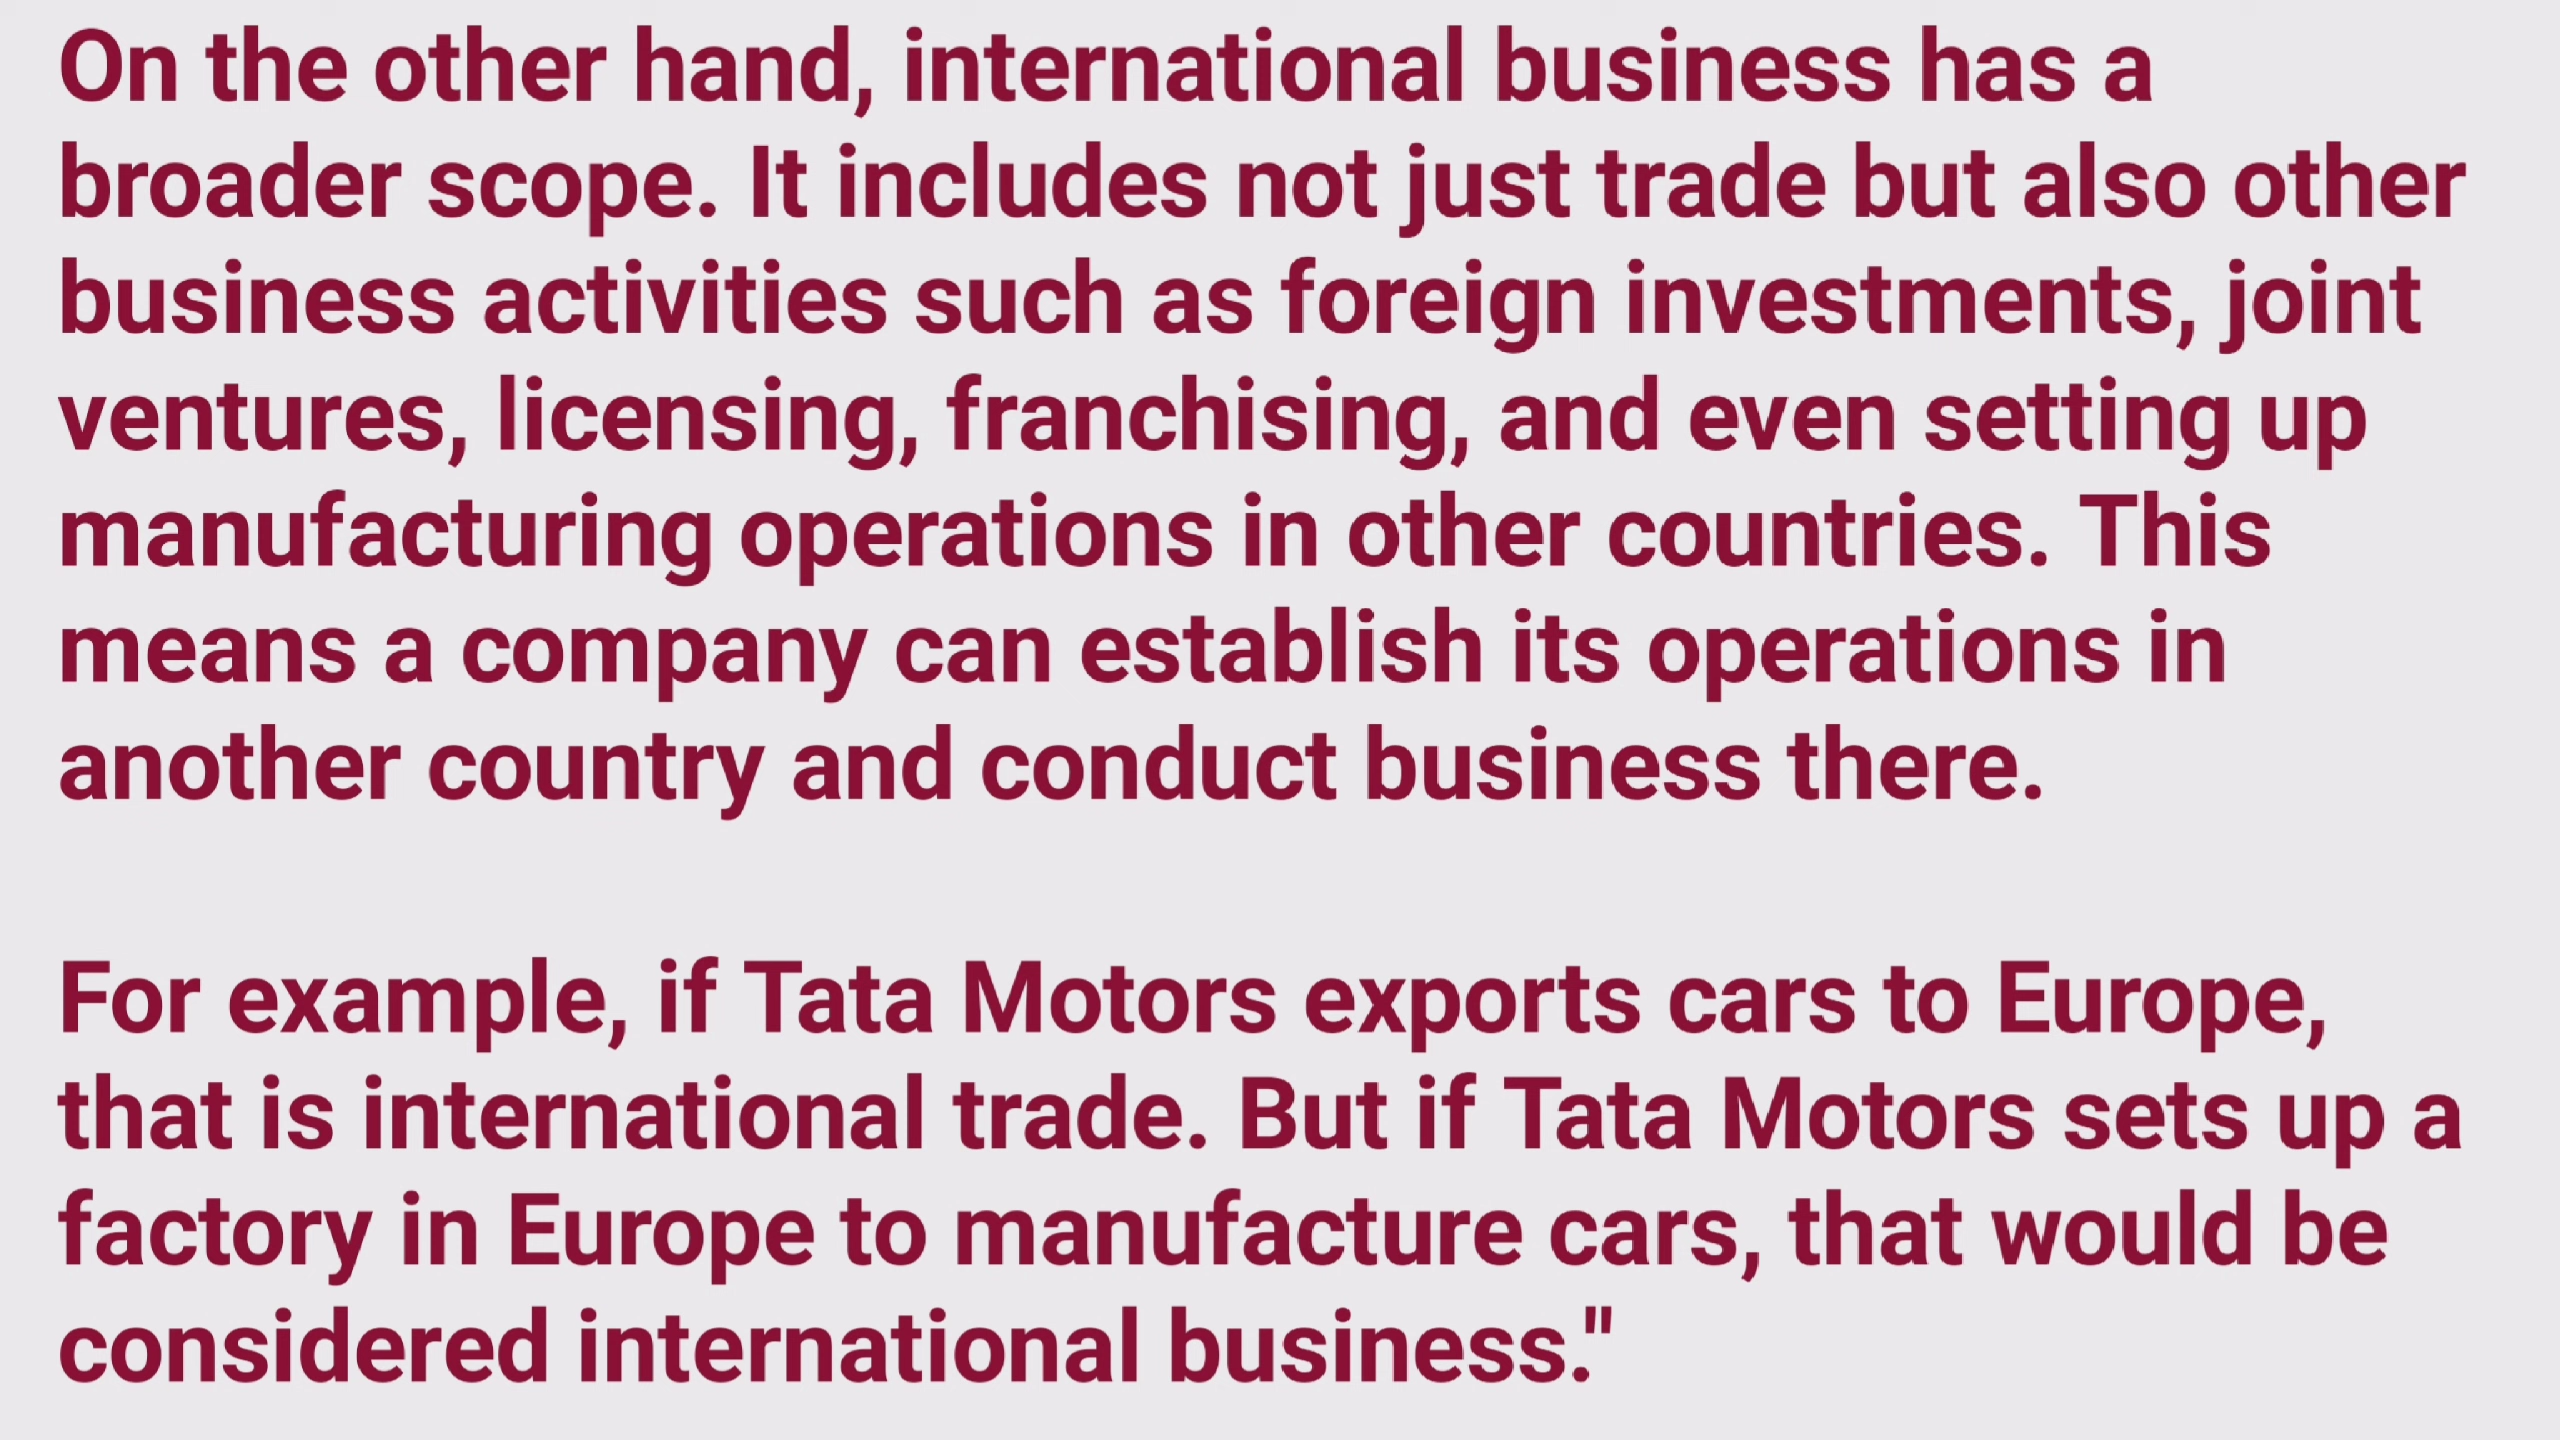 On the other hand, international business has a
broader scope. It includes not just trade but also other
business activities such as foreign investments, joint
ventures, licensing, franchising, and even setting up
manufacturing operations in other countries. This
means a company can establish its operations in
another country and conduct business there.
For example, if Tata Motors exports cars to Europe,
that is international trade. But if Tata Motors sets up a
factory in Europe to manufacture cars, that would be
considered international business."